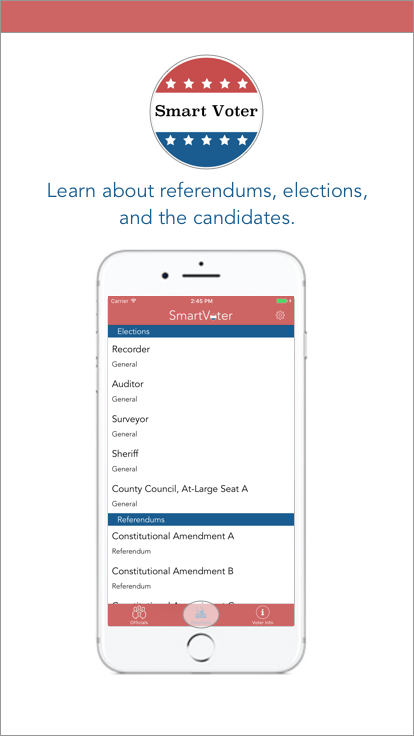 Smart Voter
Learn about referendums, elections,
and the candidates.
Carrier 2:45 PM
SmartVoter
Elections
Recorder
General
Auditor
General
Surveyor
General
Sheriff
General
County Council, At-Large Seat A
General
Referendums
Constitutional Amendment A
Referendum
Constitutional Amendment B
Referendum
Officials
Voter Info